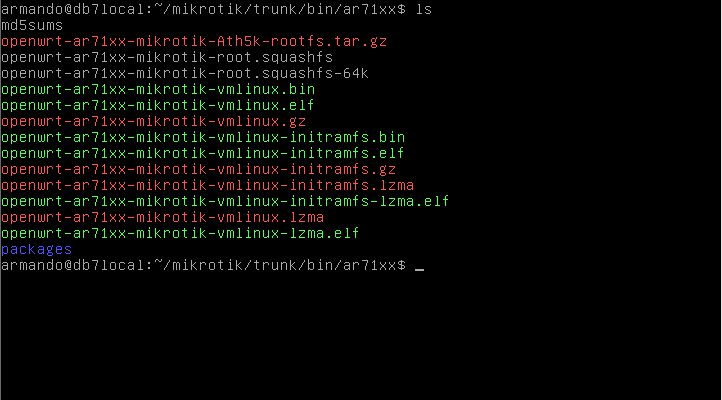 armando@db7local:~/mikrotik/trunk/bin/ar71xx$ ls
md5sums
openwrt-ar71xx-mikrotik-Ath5k-rootfs.tar.gz
openwrt-ar71xx-mikrotik-root.squashfs
openwrt-ar71xx-mikrotik-root.squashfs-64k
openwrt-ar71xx-mikrotik-vmlinux.bin
openwrt-ar71xx-mikrotik-vmlinux.elf
openwrt-ar71xx-mikrotik-vmlinux.gz
openwrt-ar71xx-mikrotik-vmlinux-initramfs.bin
openwrt-ar71xx-mikrotik-vmlinux-initramfs.elf
openwrt-ar71xx-mikrotik-vmlinux-initramfs.gz
openwrt-ar71xx-mikrotik-vmlinux-initramfs.lzma
openwrt-ar71xx-mikrotik-vmlinux-initramfs-lzma.elf
openwrt-ar71xx-mikrotik-vmlinux.lzma
openwrt-ar71xx-mikrotik-vmlinux-lzma.elf
packages
armando@db7local:~/mikrotik/trunk/bin/ar71xx$ _